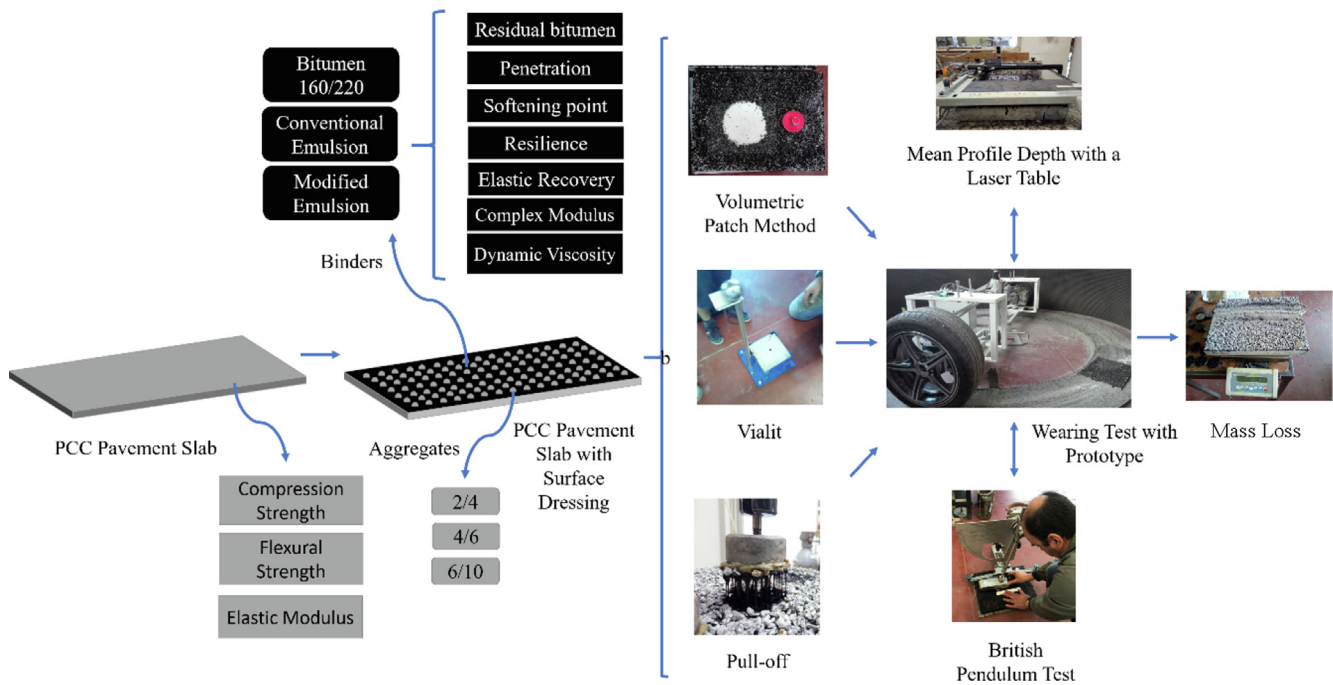 Bitumen
160/220
Conventional
Emulsion
Modified
Emulsion
Residual bitumen
Penetration
Softening point
Resilience
Elastic Recovery
Complex Modulus
Dynamic Viscosity
Binders
PCC Pavement Slab
Compression
Strength
Flexural
Strength
Elastic Modulus
Aggregates
2/4
4/6
6/10
PCC Pavement
Slab with
Surface
Dressing
b
Volumetric
Patch Method
Vialit
Pull-off
Mean Profile Depth with a
Laser Table
Wearing Test with
Prototype
British
Pendulum Test
Mass Loss